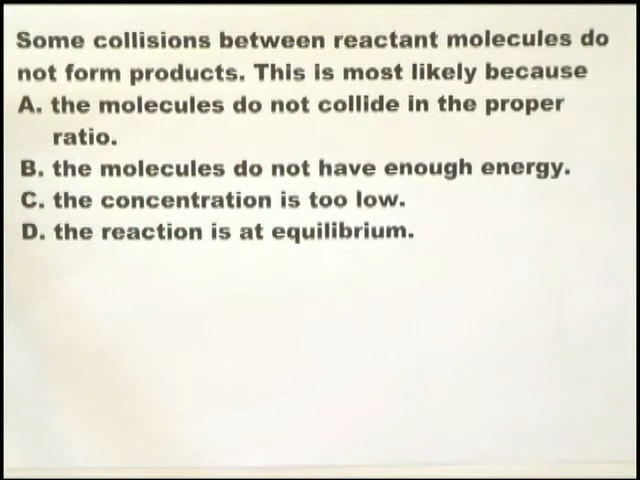 Some collisions between reactant molecules do
not form products. This is most likely because
A. the molecules do not collide in the proper
ratio.
B. the molecules do not have enough energy.
C. the concentration is too low.
D. the reaction is at equilibrium.